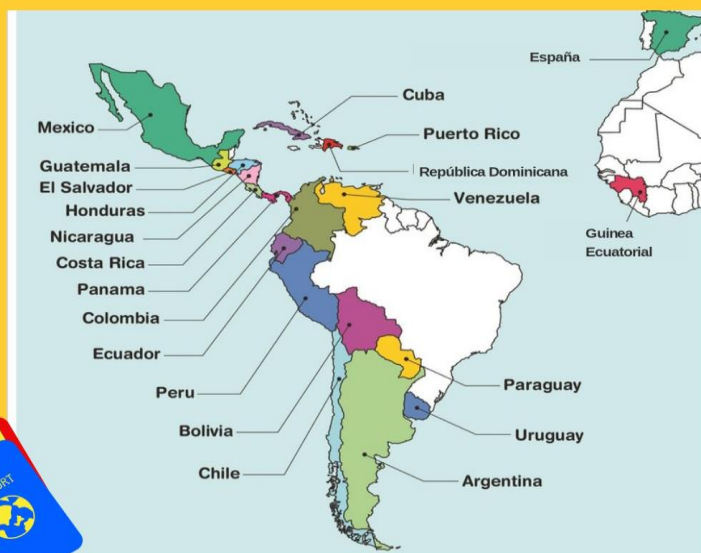 España
Cuba
Mexico
Puerto Rico
Guatemala
República Dominicana
El Salvador
Venezuela
Honduras
Nicaragua
Guinea
Ecuatorial
Costa Rica
Panama
Colombia
Ecuador
Peru
Paraguay
Bolivia
Uruguay
Chile
Argentina